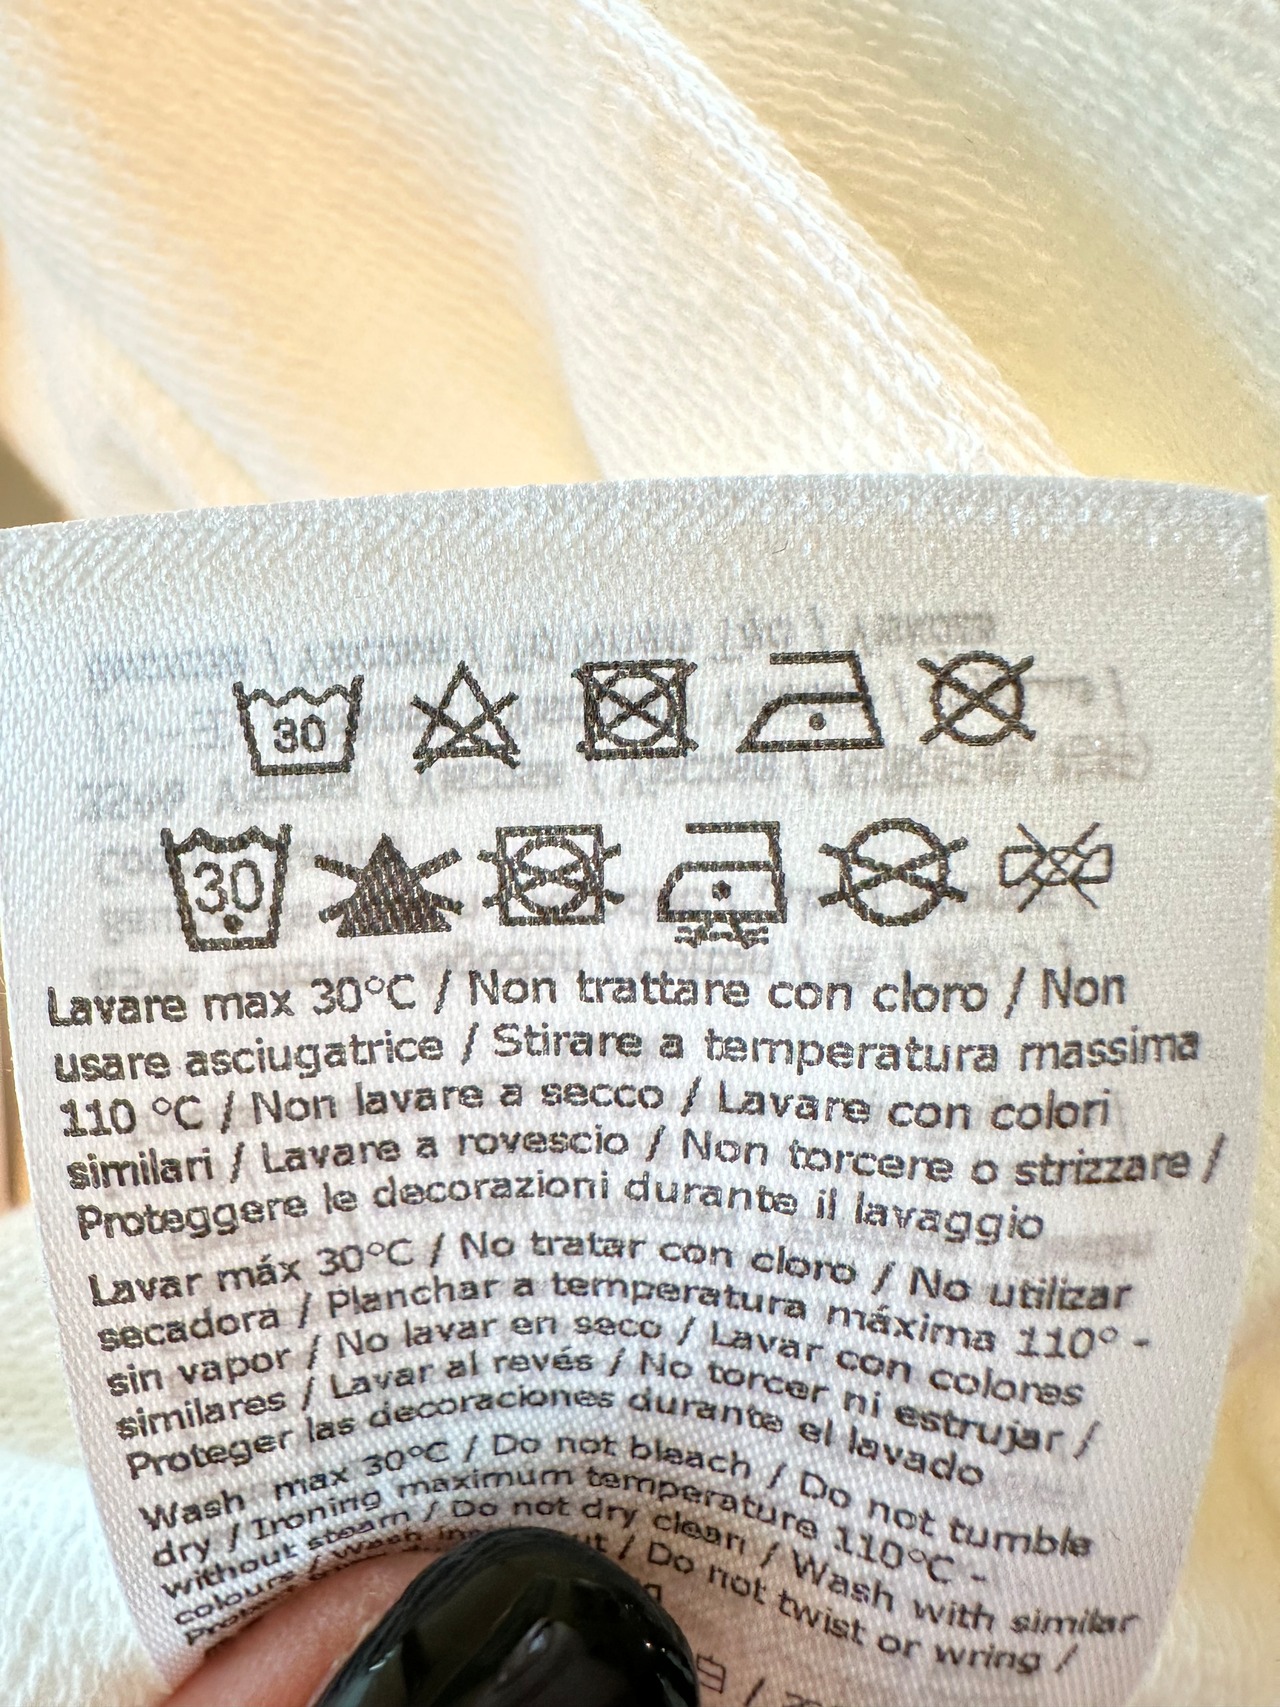 30
30
Lavare max 30°C / Non trattare con cloro / Non
usare asciugatrice / Stirare a temperatura massima
110 °C / Non lavare a secco / Lavare con colori
similari / Lavare a rovescio / Non torcere o strizzare /
Proteggere le decorazioni durante il lavaggio
Lavar máx 30°C / No tratar con cloro / No utilizar
secadora / Planchar a temperatura máxima 110° -
sin vapor / No lavar en seco / Lavar con colores
similares / Lavar al revés / No torcer ni estrujar /
Proteger las decoraciones durante el lavado
Wash max 30°C / Do not bleach / Do not tumble
dry / Ironing maximum temperature 110°C -
without steam / Do not dry clean / Wash with similar
colours / Wash / Do not twist or wring /